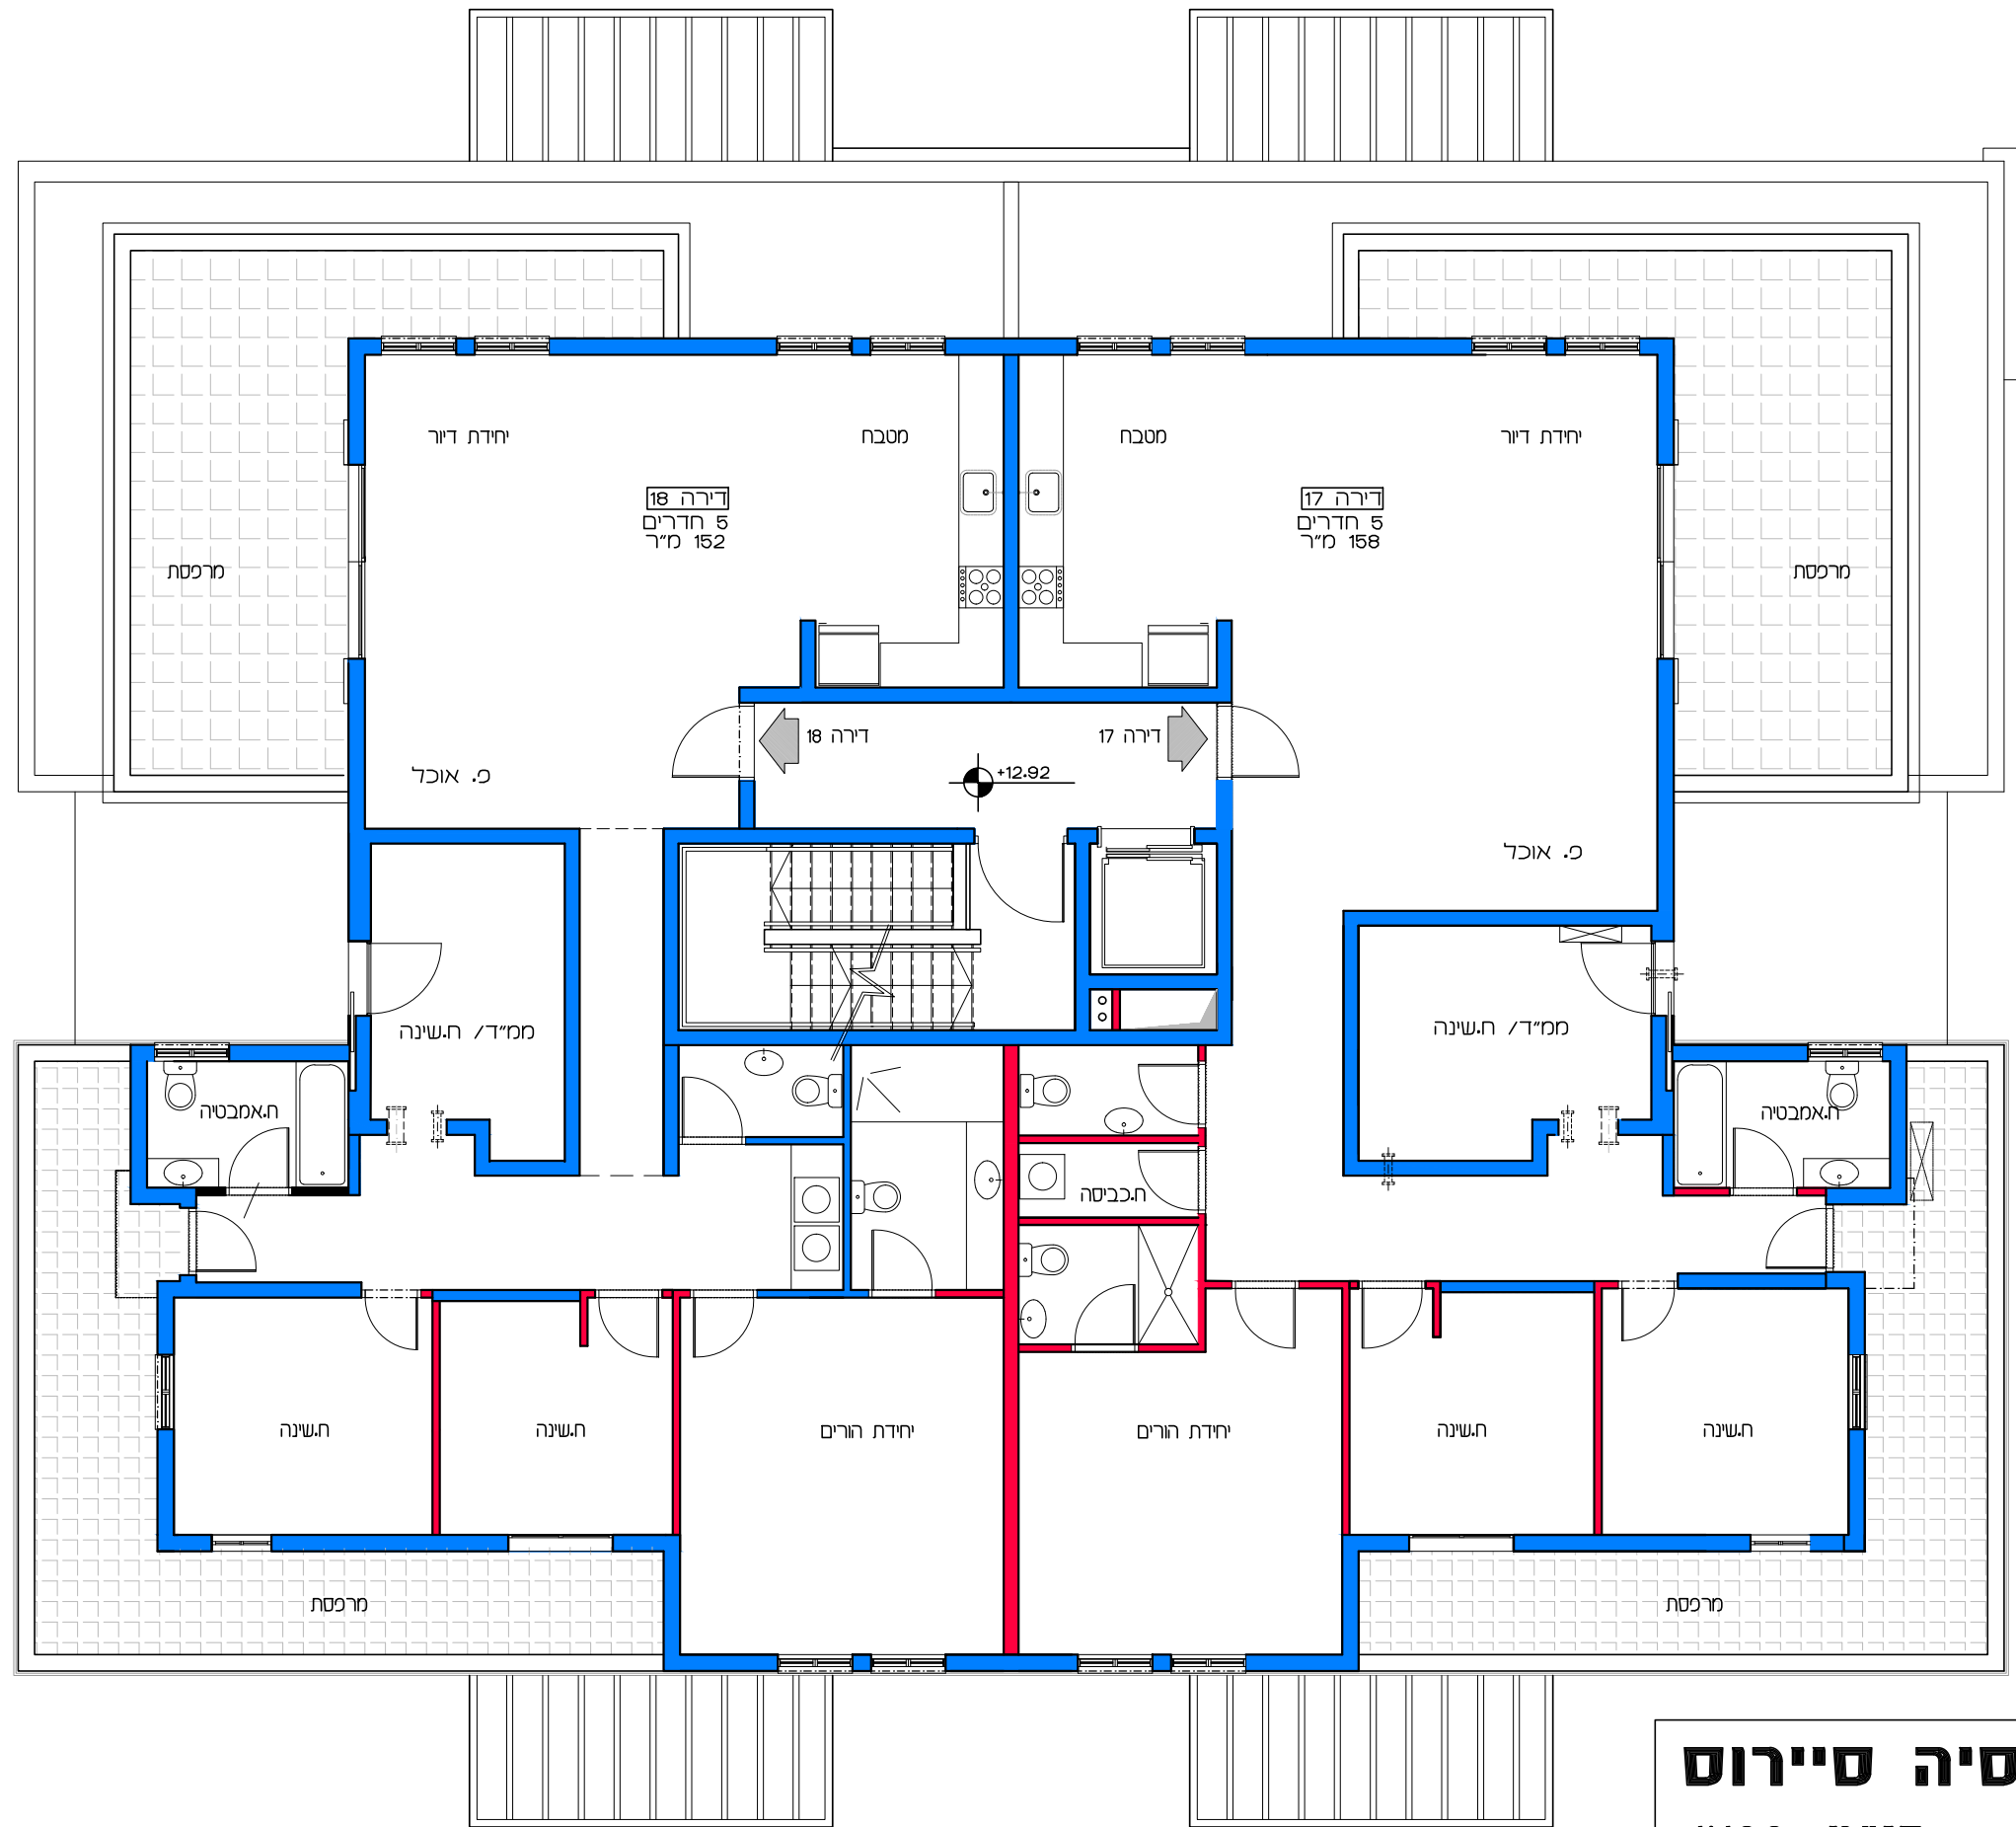 יחידת דיור
מטבח
מטבח
יחידת דיור
דירה 18
5 חדרים
152 מ"ר
דירה 17
5 חדרים
158 מ"ר
מרפסת
מרפסת
דירה 18
דירה 17
+12.92
פ. אוכל
פ. אוכל
ממ"ד/ ח.שינה
ממ"ד/ ח.שינה
ח.אמבטיה
ח.אמבטיה
ח.כביסה
ח.שינה
ח.שינה
יחידת הורים
יחידת הורים
ח.שינה
ח.שינה
מרפסת
מרפסת
סיה סיירוס